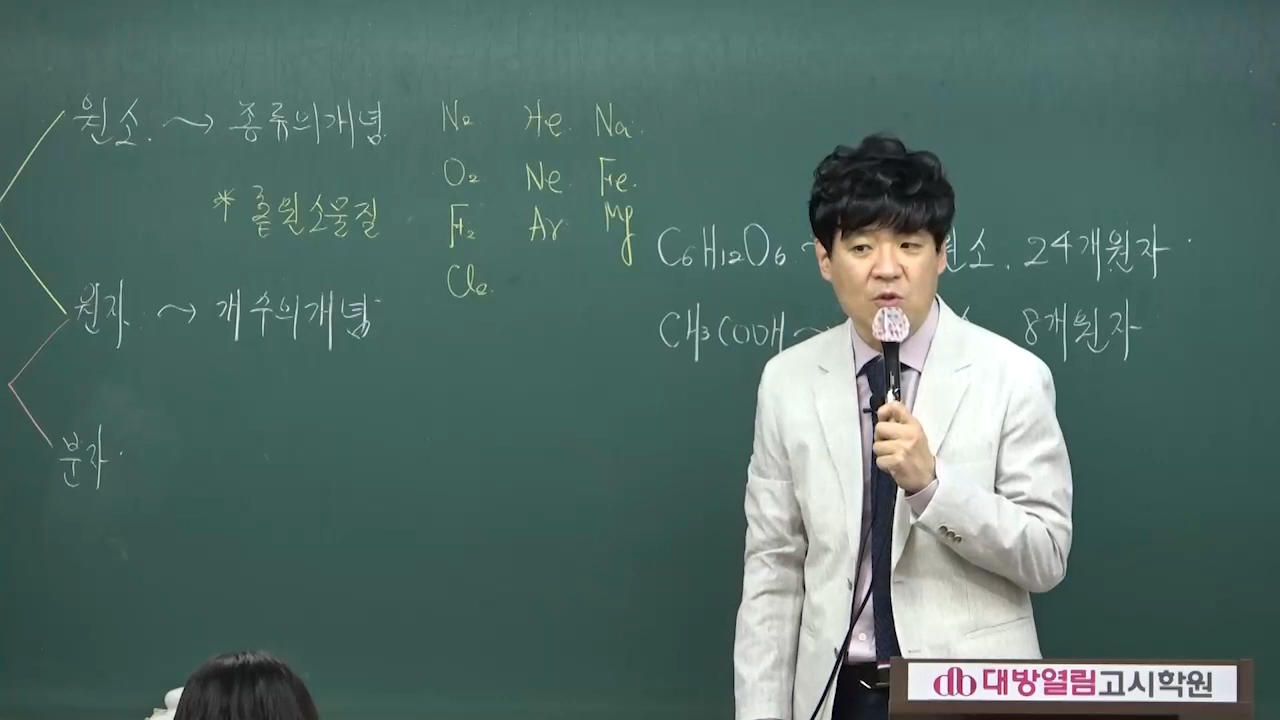 원소. → 종류의개념 N₂ He. Na.
O₂ Ne. Fe.
* 홑원소물질 F₂ Ar Mg
Cl₂.
C₆H₁₂O₆ ~ 원소. 24개원자.
원자. → 개수의개념
CH₃COOH~ 8개원자
분자.
대방열림고시학원